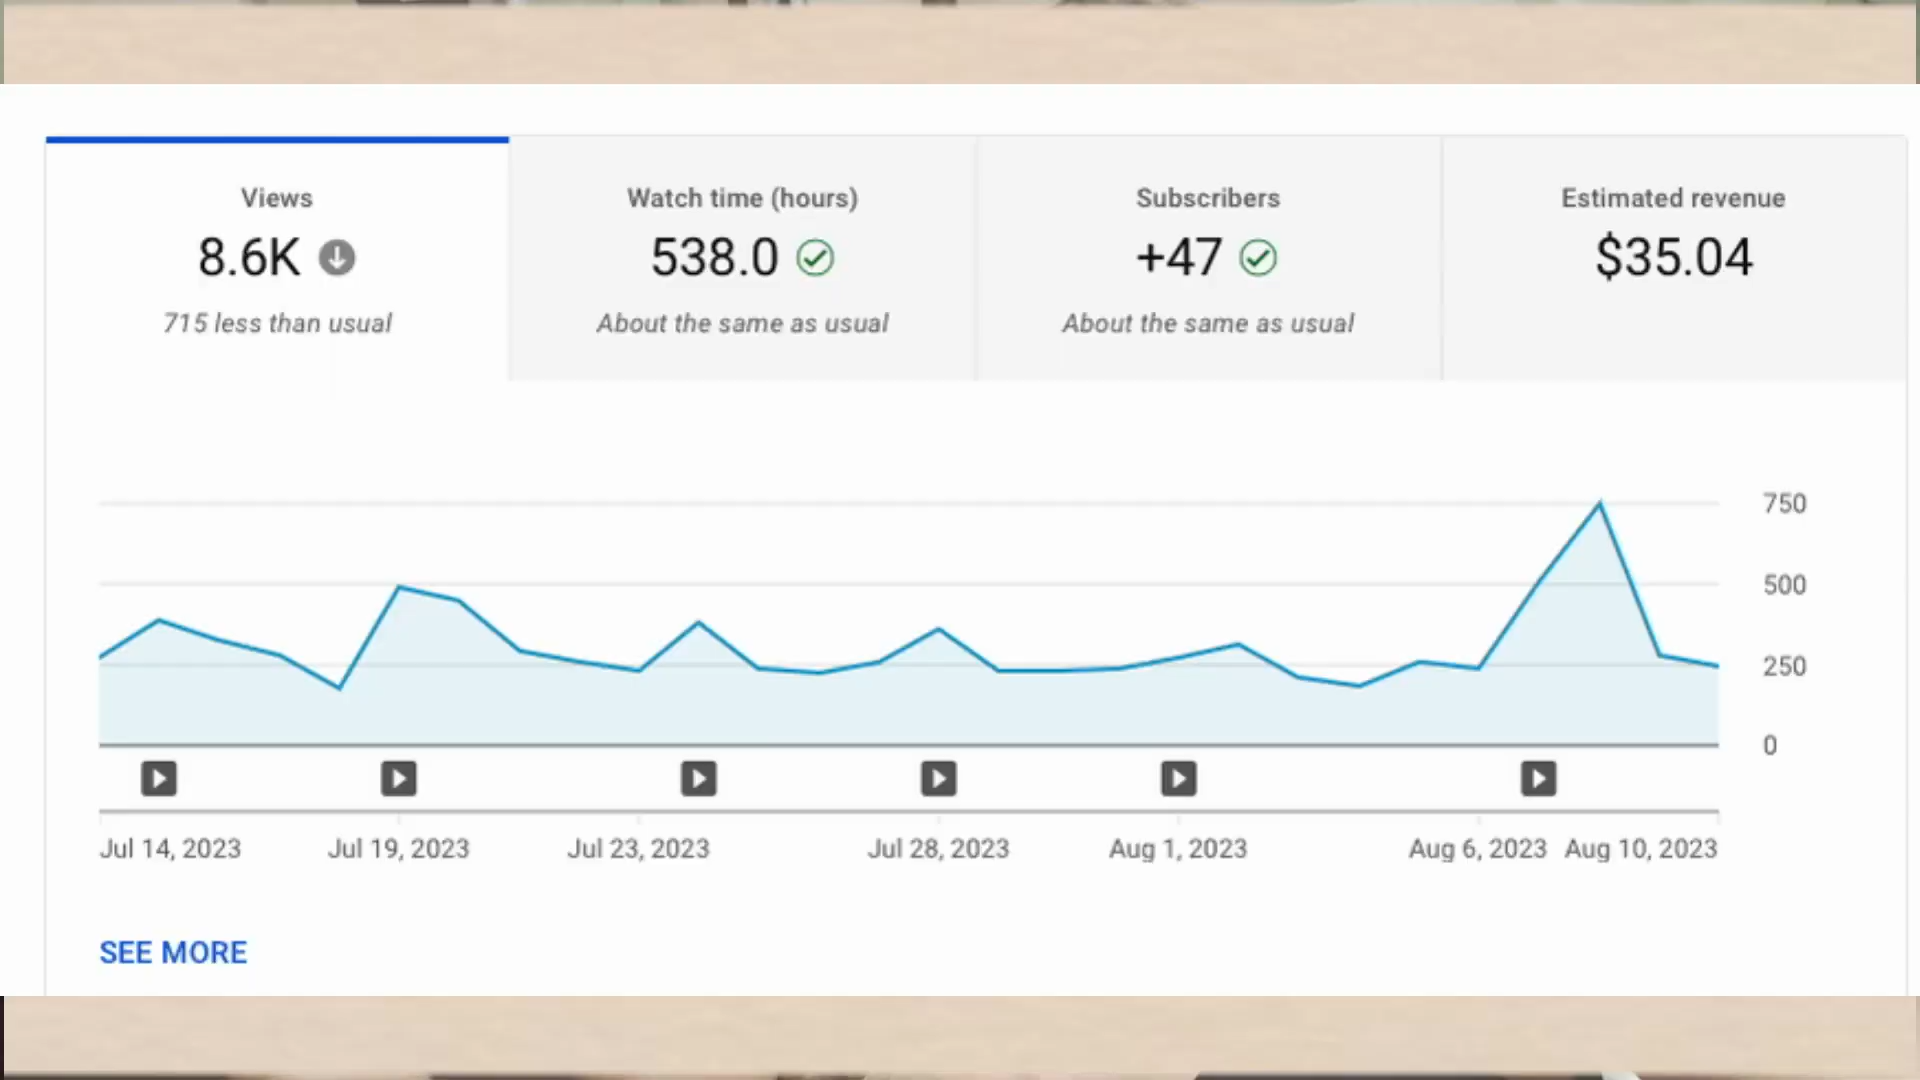 Views
8.6K
715 less than usual
Watch time (hours)
538.0
About the same as usual
Subscribers
+47
About the same as usual
Estimated revenue
$35.04
750
500
250
0
Jul 14, 2023
Jul 19, 2023
Jul 23, 2023
Jul 28, 2023
Aug 1, 2023
Aug 6, 2023
Aug 10, 2023
SEE MORE